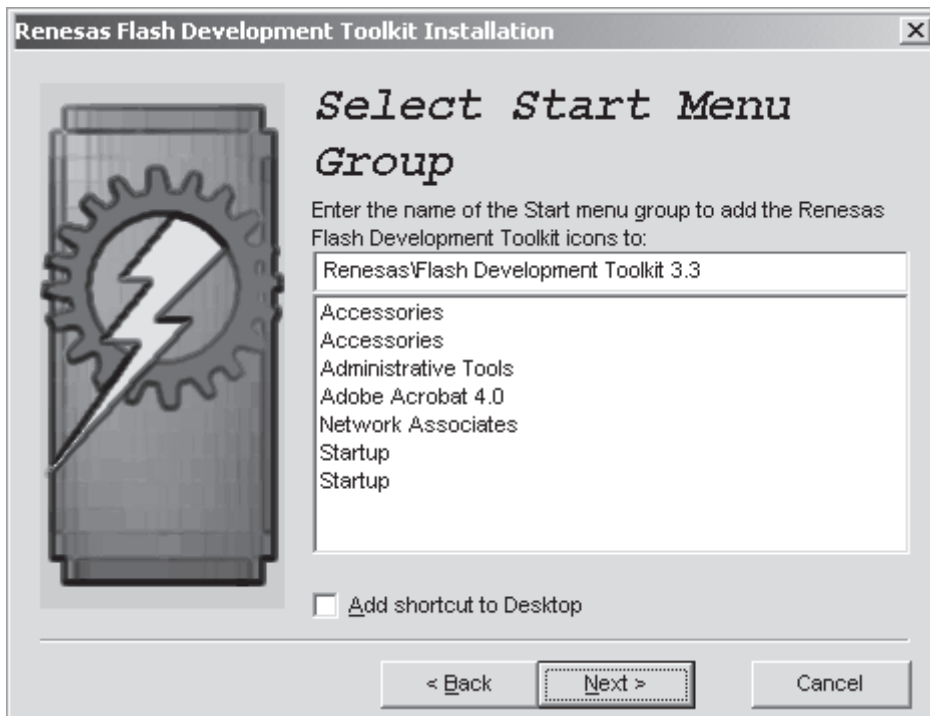 Renesas Flash Development Toolkit Installation
Select Start Menu
Group
Enter the name of the Start menu group to add the Renesas
Flash Development Toolkit icons to:
Renesas\Flash Development Toolkit 3.3
Accessories
Accessories
Administrative Tools
Adobe Acrobat 4.0
Network Associates
Startup
Startup
Add shortcut to Desktop
< Back
Next >
Cancel